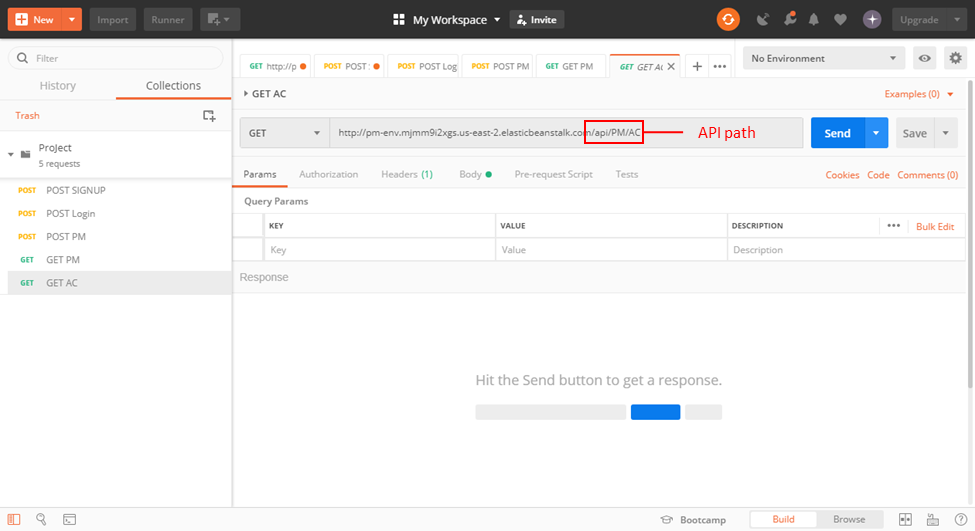 New Import Runner My Workspace Invite Upgrade
Filter
History Collections
Trash
Project
5 requests
POST POST SIGNUP
POST POST Login
POST POST PM
GET GET PM
GET GET AC
GET http://p POST POST POST POST Log POST POST PM GET GET PM GET GET AC
No Environment
GET AC Examples (0)
GET http://pm-env.mjmm9i2xgs.us-east-2.elasticbeanstalk.com/api/PM/AC API path Send Save
Params Authorization Headers (1) Body Pre-request Script Tests Cookies Code Comments (0)
Query Params
KEY VALUE DESCRIPTION Bulk Edit
Key Value Description
Response
Hit the Send button to get a response.
Bootcamp Build Browse